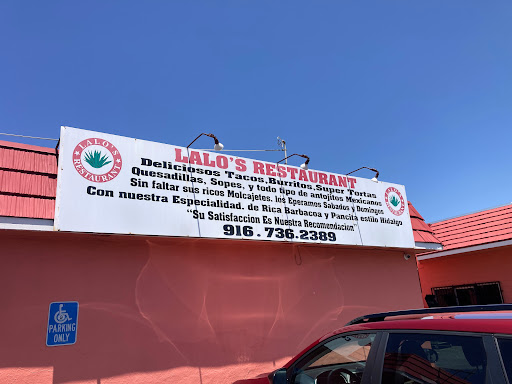 LALO'S RESTAURANT
LALO'S RESTAURANT
Deliciosos Tacos,Burritos,Super Tortas
Quesadillas, Sopes, y todo tipo de antojitos Mexicanos
Sin faltar sus ricos Molcajetes, los Eperamos Sabados y Domingos
Con nuestra Especialidad, de Rica Barbacoa y Pancita estilo Hidalgo
"Su Satisfaccion Es Nuestra Recomendacion"
916.736.2389
PARKING
ONLY